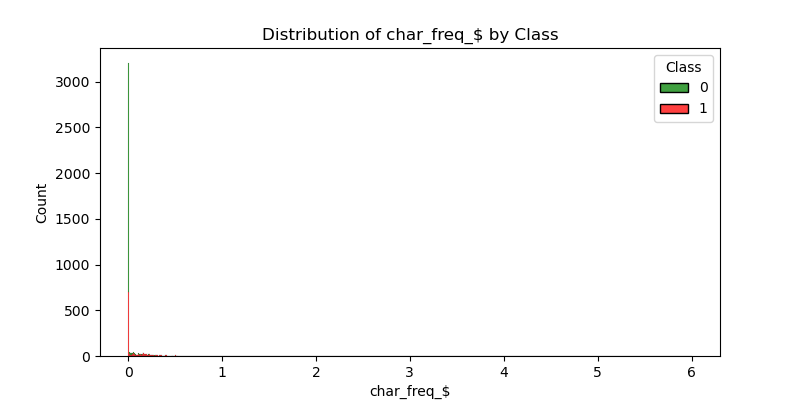 Distribution of char_freq_$ by Class
Class
0
1
3000
2500
2000
1500
1000
500
0
Count
0 1 2 3 4 5 6
char_freq_$